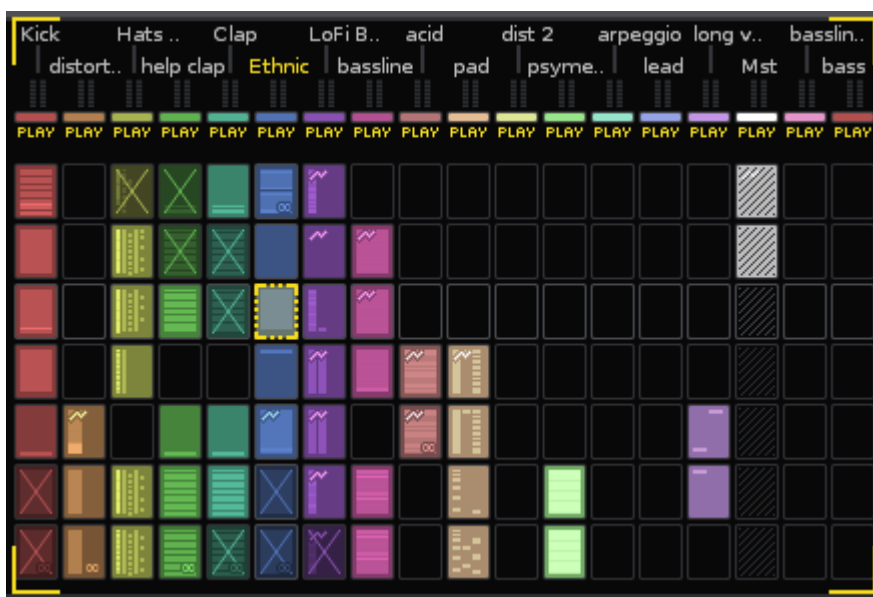 Kick Hats .. Clap LoFi B.. acid dist 2 arpeggio long v.. basslin..
distort.. help clap Ethnic bassline pad psyme.. lead Mst bass
PLAY PLAY PLAY PLAY PLAY PLAY PLAY PLAY PLAY PLAY PLAY PLAY PLAY PLAY PLAY PLAY PLAY PLAY